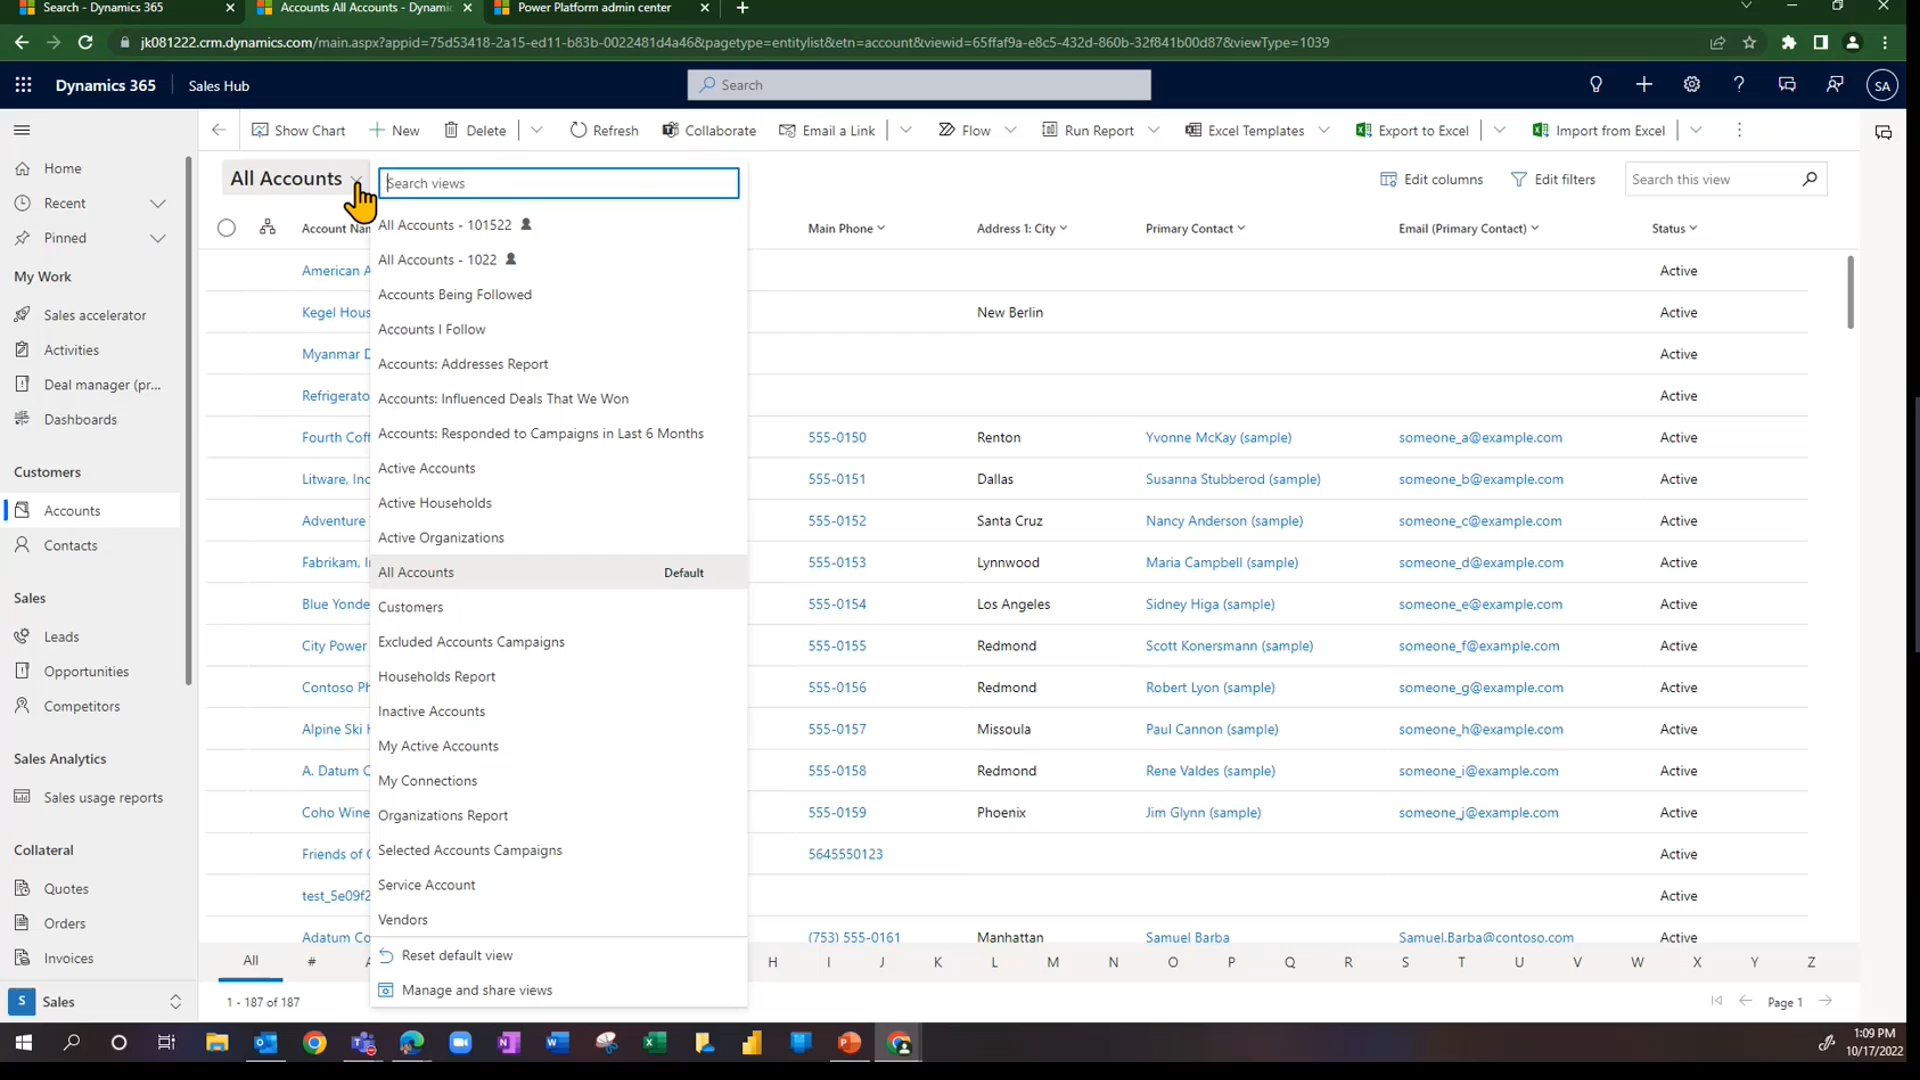 Search - Dynamics 365
Accounts All Accounts - Dynamic
Power Platform admin center
jk081222.crm.dynamics.com/main.aspx?appid=75d53418-2a15-ed11-b83b-0022481d4a46&pagetype=entitylist&etn=account&viewid=65ffaf9a-e8c5-432d-860b-32f841b00d87&viewType=1039
Dynamics 365
Sales Hub
Search
SA
Show Chart
New
Delete
Refresh
Collaborate
Email a Link
Flow
Run Report
Excel Templates
Export to Excel
Import from Excel
Home
Recent
Pinned
My Work
Sales accelerator
Activities
Deal manager (pr...
Dashboards
Customers
Accounts
Contacts
Sales
Leads
Opportunities
Competitors
Sales Analytics
Sales usage reports
Collateral
Quotes
Orders
Invoices
S Sales
All Accounts
Search views
All Accounts - 101522
All Accounts - 1022
Accounts Being Followed
Accounts I Follow
Accounts: Addresses Report
Accounts: Influenced Deals That We Won
Accounts: Responded to Campaigns in Last 6 Months
Active Accounts
Active Households
Active Organizations
All Accounts Default
Customers
Excluded Accounts Campaigns
Households Report
Inactive Accounts
My Active Accounts
My Connections
Organizations Report
Selected Accounts Campaigns
Service Account
Vendors
Reset default view
Manage and share views
Edit columns
Edit filters
Search this view
Account Nam Main Phone Address 1: City Primary Contact Email (Primary Contact) Status
American A Active
Kegel Hous New Berlin Active
Myanmar D Active
Refrigerato Active
Fourth Coff 555-0150 Renton Yvonne McKay (sample) someone_a@example.com Active
Litware, Inc 555-0151 Dallas Susanna Stubberod (sample) someone_b@example.com Active
Adventure 555-0152 Santa Cruz Nancy Anderson (sample) someone_c@example.com Active
Fabrikam, I 555-0153 Lynnwood Maria Campbell (sample) someone_d@example.com Active
Blue Yonde 555-0154 Los Angeles Sidney Higa (sample) someone_e@example.com Active
City Power 555-0155 Redmond Scott Konersmann (sample) someone_f@example.com Active
Contoso Ph 555-0156 Redmond Robert Lyon (sample) someone_g@example.com Active
Alpine Ski H 555-0157 Missoula Paul Cannon (sample) someone_h@example.com Active
A. Datum C 555-0158 Redmond Rene Valdes (sample) someone_i@example.com Active
Coho Wine 555-0159 Phoenix Jim Glynn (sample) someone_j@example.com Active
Friends of C 5645550123 Active
test_5e09f2 Active
Adatum Co (753) 555-0161 Manhattan Samuel Barba Samuel.Barba@contoso.com Active
All # A H I J K L M N O P Q R S T U V W X Y Z
1 - 187 of 187
Page 1
1:09 PM
10/17/2022